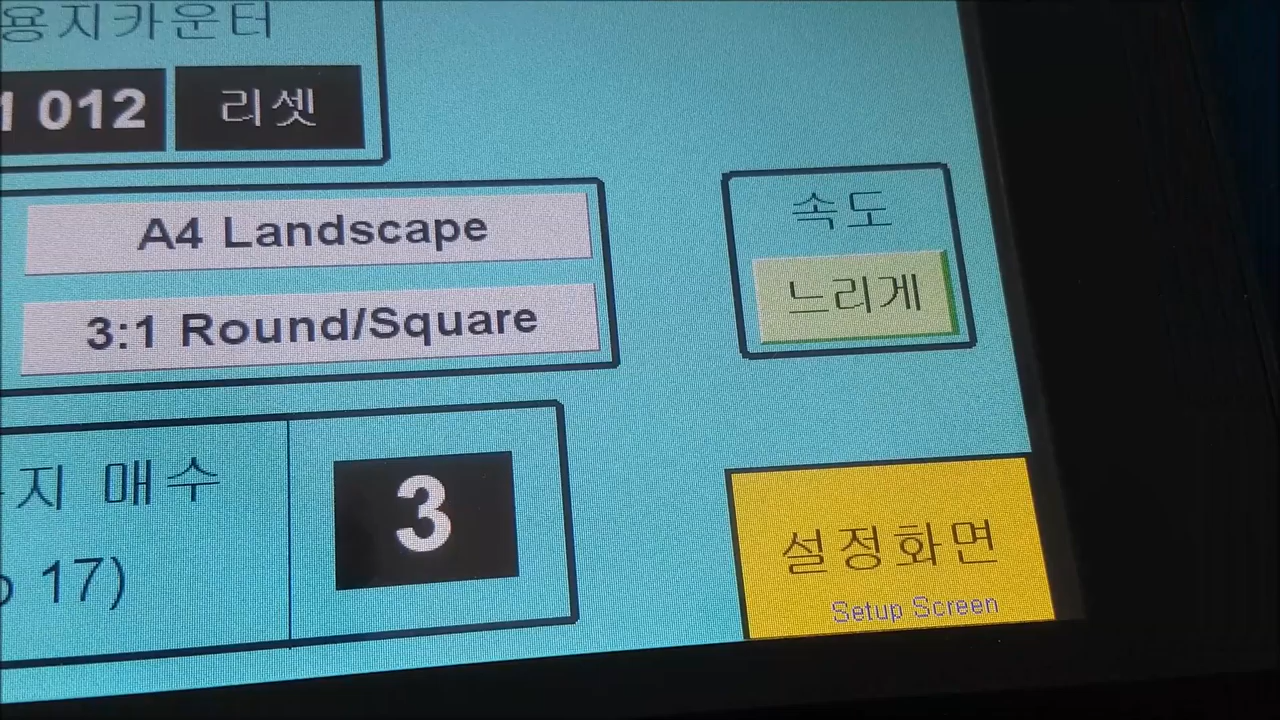 용지카운터
1 012
리셋
A4 Landscape
3:1 Round/Square
속도
느리게
지 매수
17)
3
설정화면
Setup Screen